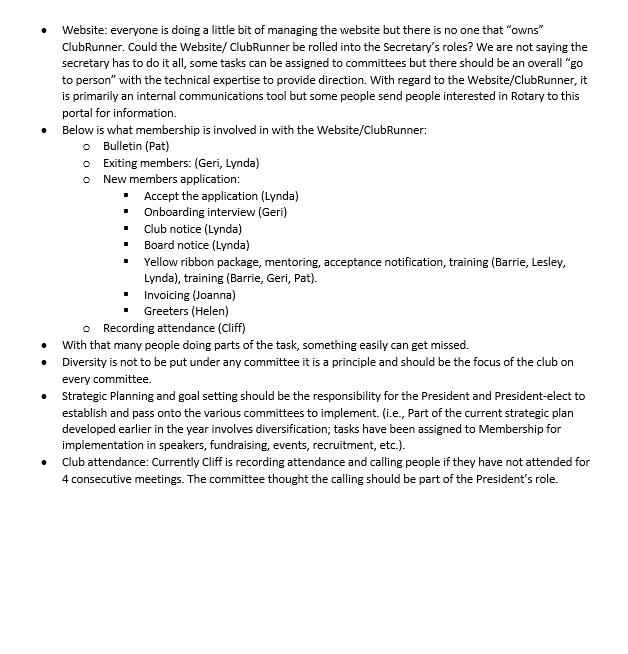 • Website: everyone is doing a little bit of managing the website but there is no one that “owns”
ClubRunner. Could the Website/ ClubRunner be rolled into the Secretary’s roles? We are not saying the
secretary has to do it all, some tasks can be assigned to committees but there should be an overall “go
to person” with the technical expertise to provide direction. With regard to the Website/ClubRunner, it
is primarily an internal communications tool but some people send people interested in Rotary to this
portal for information.
• Below is what membership is involved in with the Website/ClubRunner:
o Bulletin (Pat)
o Exiting members: (Geri, Lynda)
o New members application:
▪ Accept the application (Lynda)
▪ Onboarding interview (Geri)
▪ Club notice (Lynda)
▪ Board notice (Lynda)
▪ Yellow ribbon package, mentoring, acceptance notification, training (Barrie, Lesley,
Lynda), training (Barrie, Geri, Pat).
▪ Invoicing (Joanna)
▪ Greeters (Helen)
o Recording attendance (Cliff)
• With that many people doing parts of the task, something easily can get missed.
• Diversity is not to be put under any committee it is a principle and should be the focus of the club on
every committee.
• Strategic Planning and goal setting should be the responsibility for the President and President-elect to
establish and pass onto the various committees to implement. (i.e., Part of the current strategic plan
developed earlier in the year involves diversification; tasks have been assigned to Membership for
implementation in speakers, fundraising, events, recruitment, etc.).
• Club attendance: Currently Cliff is recording attendance and calling people if they have not attended for
4 consecutive meetings. The committee thought the calling should be part of the President’s role.